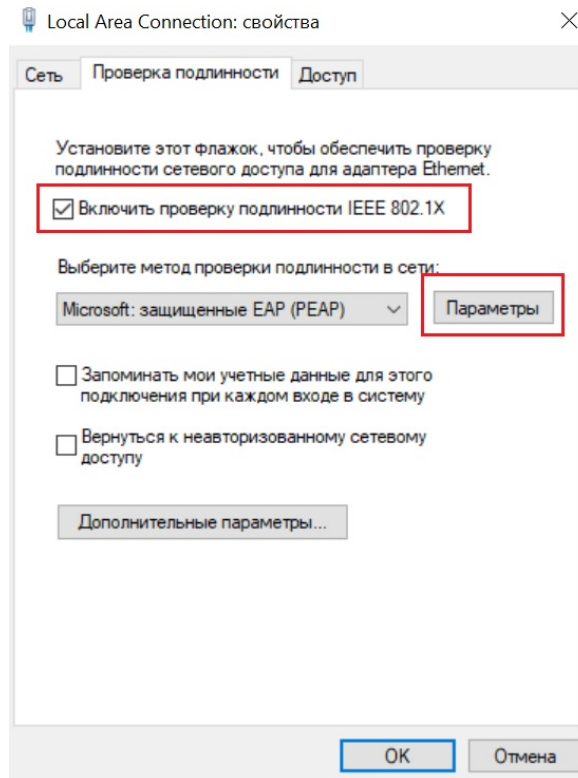 Local Area Connection: свойства
Сеть
Проверка подлинности
Доступ
Установите этот флажок, чтобы обеспечить проверку
подлинности сетевого доступа для адаптера Ethernet.
Включить проверку подлинности IEEE 802.1X
Выберите метод проверки подлинности в сети:
Microsoft: защищенные EAP (PEAP)
Параметры
Запоминать мои учетные данные для этого
подключения при каждом входе в систему
Вернуться к неавторизованному сетевому
доступу
Дополнительные параметры...
OK
Отмена